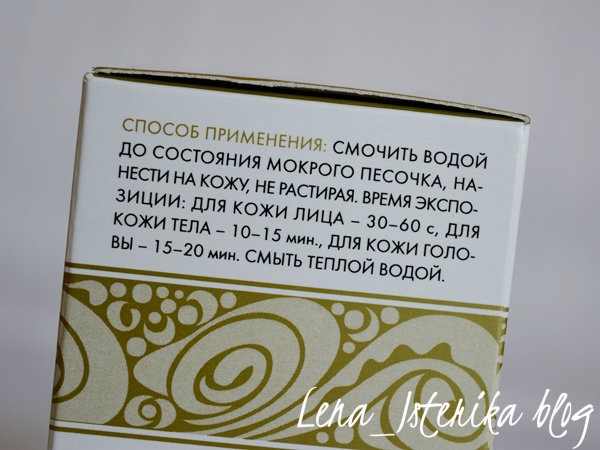 СПОСОБ ПРИМЕНЕНИЯ: СМОЧИТЬ ВОДОЙ
ДО СОСТОЯНИЯ МОКРОГО ПЕСОЧКА, НА-
НЕСТИ НА КОЖУ, НЕ РАСТИРАЯ. ВРЕМЯ ЭКСПО-
ЗИЦИИ: ДЛЯ КОЖИ ЛИЦА – 30–60 с, ДЛЯ
КОЖИ ТЕЛА – 10–15 мин., ДЛЯ КОЖИ ГОЛО-
ВЫ – 15–20 мин. СМЫТЬ ТЕПЛОЙ ВОДОЙ.
Lena_Isterika blog